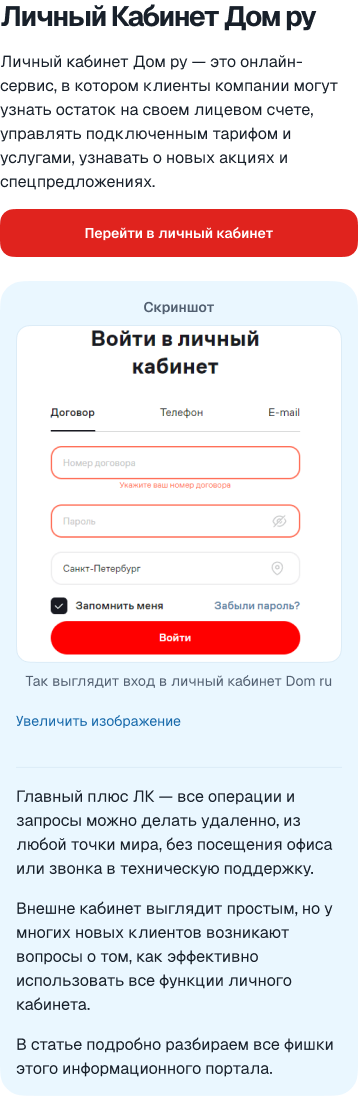 Личный Кабинет Дом ру
Личный кабинет Дом ру — это онлайн-
сервис, в котором клиенты компании могут
узнать остаток на своем лицевом счете,
управлять подключенным тарифом и
услугами, узнавать о новых акциях и
спецпредложениях.
Перейти в личный кабинет
Скриншот
Войти в личный
кабинет
Договор Телефон E-mail
Номер договора
Укажите ваш номер договора
Пароль
Санкт-Петербург
Запомнить меня Забыли пароль?
Войти
Так выглядит вход в личный кабинет Dom ru
Увеличить изображение
Главный плюс ЛК — все операции и
запросы можно делать удаленно, из
любой точки мира, без посещения офиса
или звонка в техническую поддержку.
Внешне кабинет выглядит простым, но у
многих новых клиентов возникают
вопросы о том, как эффективно
использовать все функции личного
кабинета.
В статье подробно разбираем все фишки
этого информационного портала.